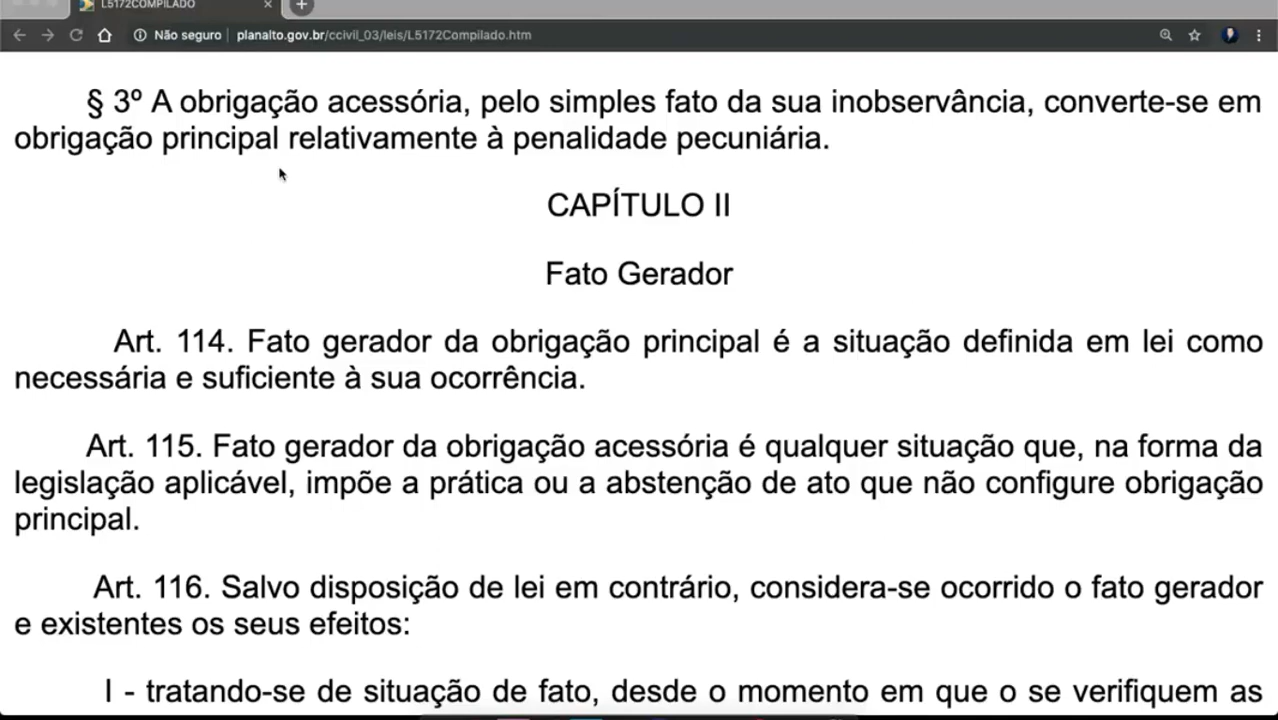 L5172COMPILADO
Não seguro
planalto.gov.br/ccivil_03/leis/L5172Compilado.htm
§ 3º A obrigação acessória, pelo simples fato da sua inobservância, converte-se em
obrigação principal relativamente à penalidade pecuniária.
CAPÍTULO II
Fato Gerador
Art. 114. Fato gerador da obrigação principal é a situação definida em lei como
necessária e suficiente à sua ocorrência.
Art. 115. Fato gerador da obrigação acessória é qualquer situação que, na forma da
legislação aplicável, impõe a prática ou a abstenção de ato que não configure obrigação
principal.
Art. 116. Salvo disposição de lei em contrário, considera-se ocorrido o fato gerador
e existentes os seus efeitos:
I - tratando-se de situação de fato, desde o momento em que o se verifiquem as